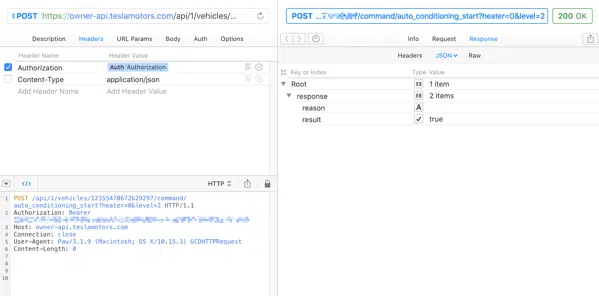 POST https://owner-api.teslamotors.com/api/1/vehicles/...
Description Headers URL Params Body Auth Options
Header Name Header Value
Authorization Auth Authorization
Content-Type application/json
Add Header Name Add Header Value
HTTP
1 POST /api/1/vehicles/12355470672629297/command/
auto_conditioning_start?heater=0&level=2 HTTP/1.1
2 Authorization: Bearer
3 Host: owner-api.teslamotors.com
4 Connection: close
5 User-Agent: Paw/3.1.9 (Macintosh; OS X/10.15.3) GCDHTTPRequest
6 Content-Length: 0
7
8
9
10
POST .../command/auto_conditioning_start?heater=0&level=2 200 OK
Info Request Response
Headers JSON Raw
Key or Index Type Value
Root 1 item
response 2 items
reason A
result true